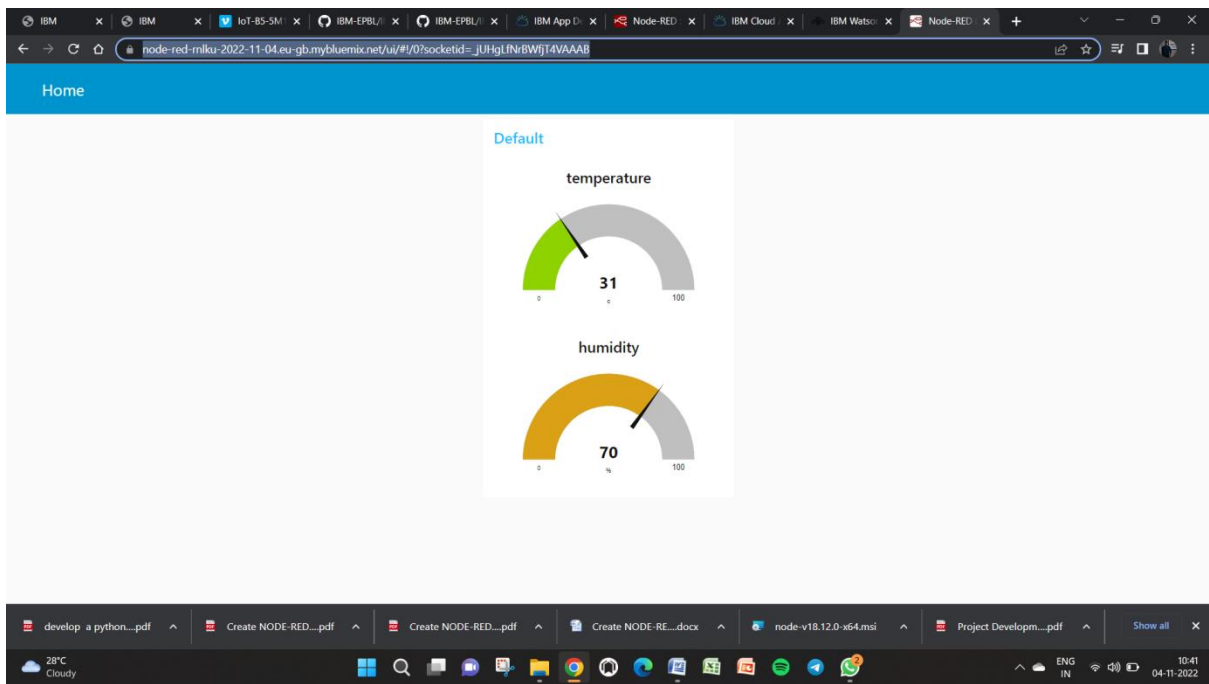 IBM
IBM
IoT-B5-5M1
IBM-EPBL/I
IBM-EPBL/I
IBM App De
Node-RED :
IBM Cloud /
IBM Watson
Node-RED
node-red-rnlku-2022-11-04.eu-gb.mybluemix.net/ui/#!/0?socketid=_jUHgLfNrBWfjT4VAAAB
Home
Default
temperature
31
0
c
100
humidity
70
0
%
100
develop a python....pdf
Create NODE-RED....pdf
Create NODE-RED....pdf
Create NODE-RE....docx
node-v18.12.0-x64.msi
Project Developm....pdf
Show all
28°C
Cloudy
ENG
IN
10:41
04-11-2022